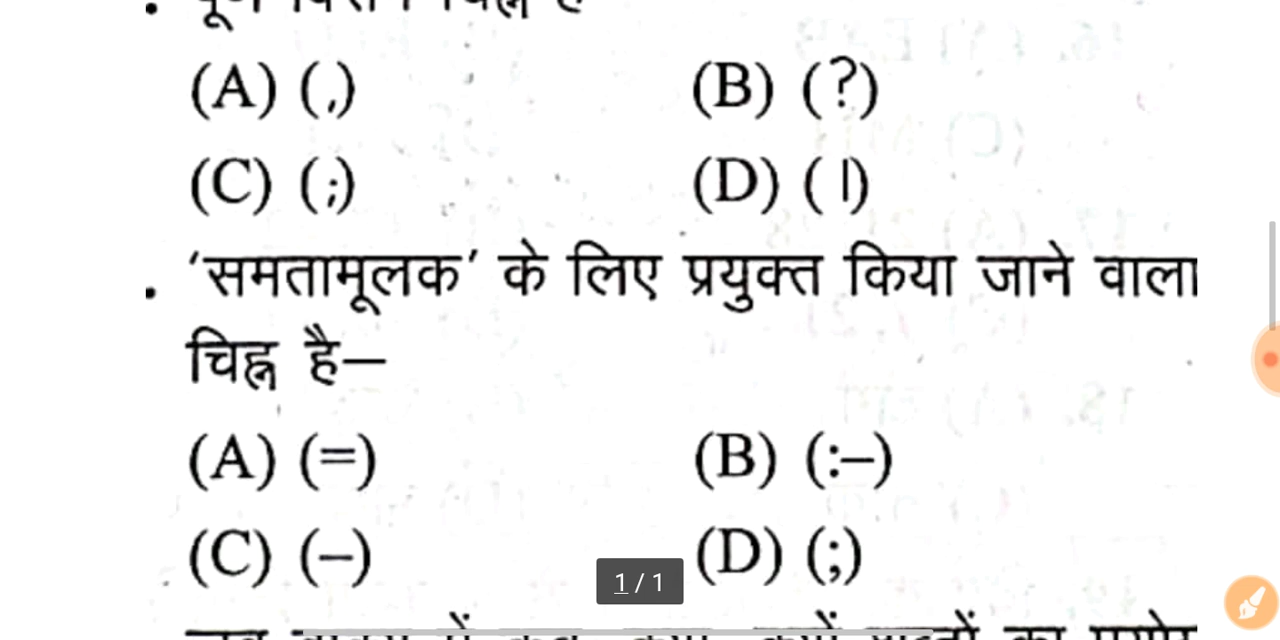 (A) (,) (B) (?)
(C) (;) (D) (।)
'समतामूलक' के लिए प्रयुक्त किया जाने वाला
चिह्न है—
(A) (=) (B) (:–)
(C) (–) (D) (;)
1 / 1